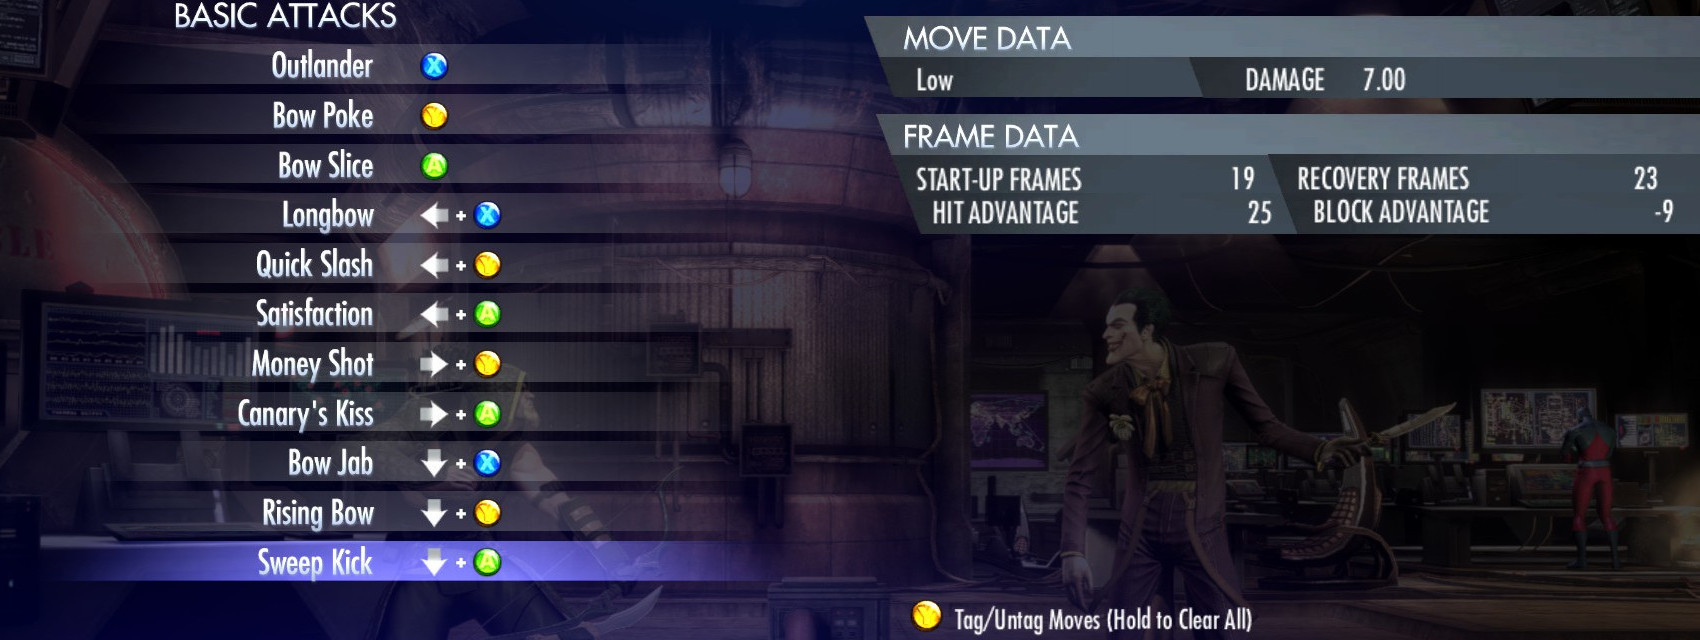 BASIC ATTACKS
Outlander X
Bow Poke Y
Bow Slice A
Longbow + X
Quick Slash + Y
Satisfaction + A
Money Shot + Y
Canary's Kiss + A
Bow Jab + X
Rising Bow + Y
Sweep Kick + A
MOVE DATA
Low DAMAGE 7.00
FRAME DATA
START-UP FRAMES 19 RECOVERY FRAMES 23
HIT ADVANTAGE 25 BLOCK ADVANTAGE -9
Y Tag/Untag Moves (Hold to Clear All)